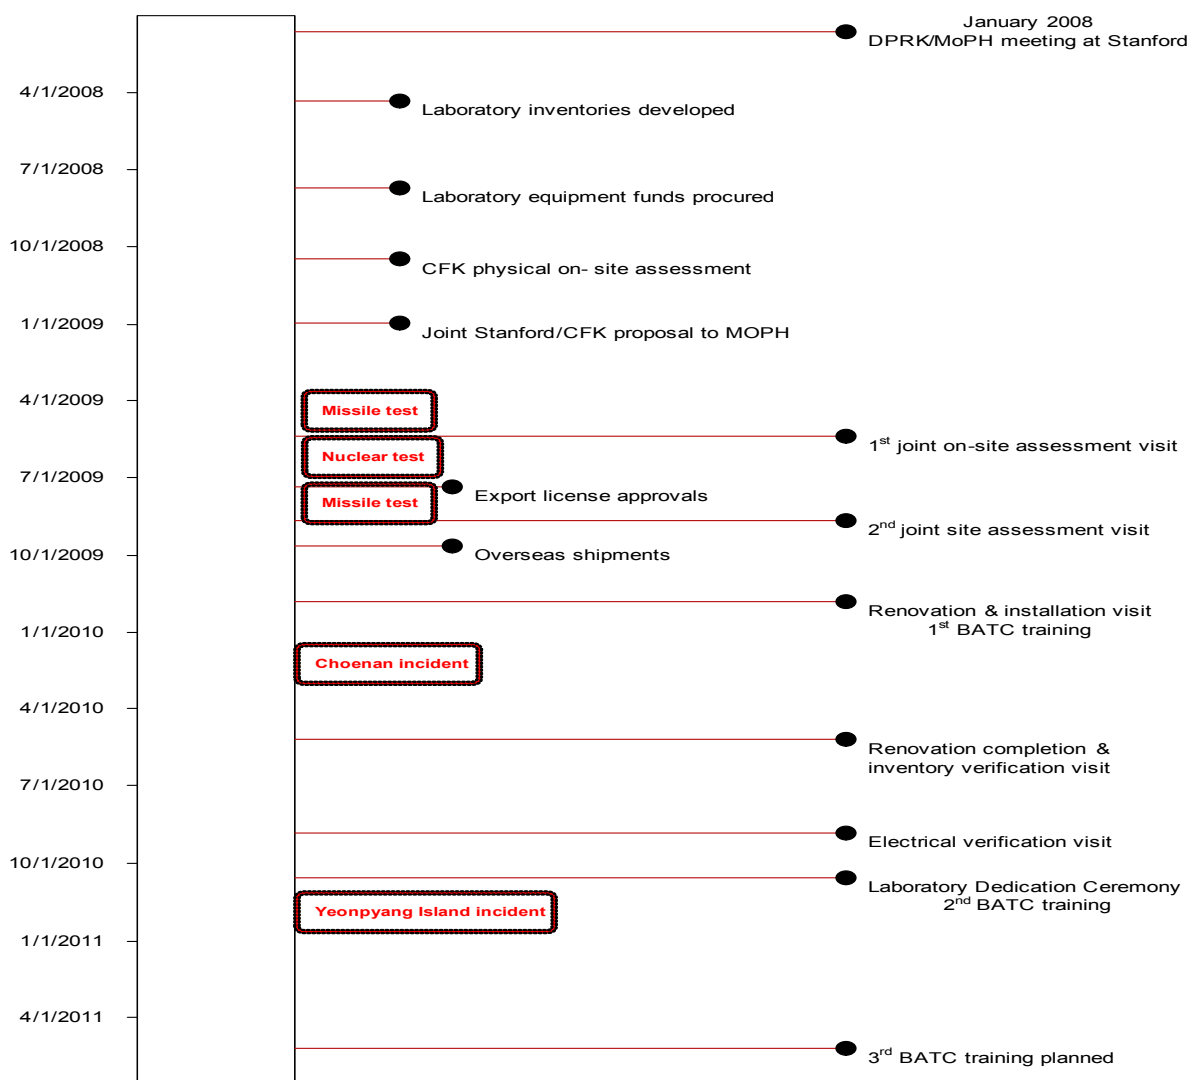 January 2008
DPRK/MoPH meeting at Stanford
4/1/2008
Laboratory inventories developed
7/1/2008
Laboratory equipment funds procured
10/1/2008
CFK physical on- site assessment
1/1/2009
Joint Stanford/CFK proposal to MOPH
4/1/2009
Missile test
1st joint on-site assessment visit
Nuclear test
7/1/2009
Export license approvals
Missile test
2nd joint site assessment visit
10/1/2009
Overseas shipments
Renovation & installation visit
1st BATC training
1/1/2010
Choenan incident
4/1/2010
Renovation completion &
inventory verification visit
7/1/2010
Electrical verification visit
10/1/2010
Laboratory Dedication Ceremony
2nd BATC training
Yeonpyang Island incident
1/1/2011
4/1/2011
3rd BATC training planned